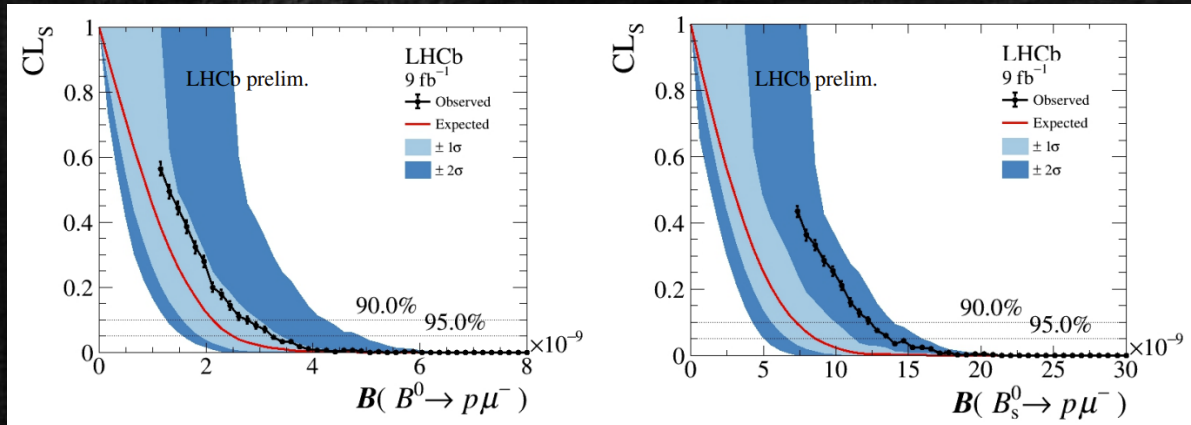 CLs
1
0.8
0.6
0.4
0.2
0
LHCb prelim.
LHCb
9 fb⁻¹
Observed
Expected
± 1σ
± 2σ
90.0%
95.0%
0 2 4 6 8
×10⁻⁹
B( B⁰→ pμ⁻ )
CLs
1
0.8
0.6
0.4
0.2
0
LHCb prelim.
LHCb
9 fb⁻¹
Observed
Expected
± 1σ
± 2σ
90.0%
95.0%
0 5 10 15 20 25 30
×10⁻⁹
B( B⁰ₛ→ pμ⁻ )